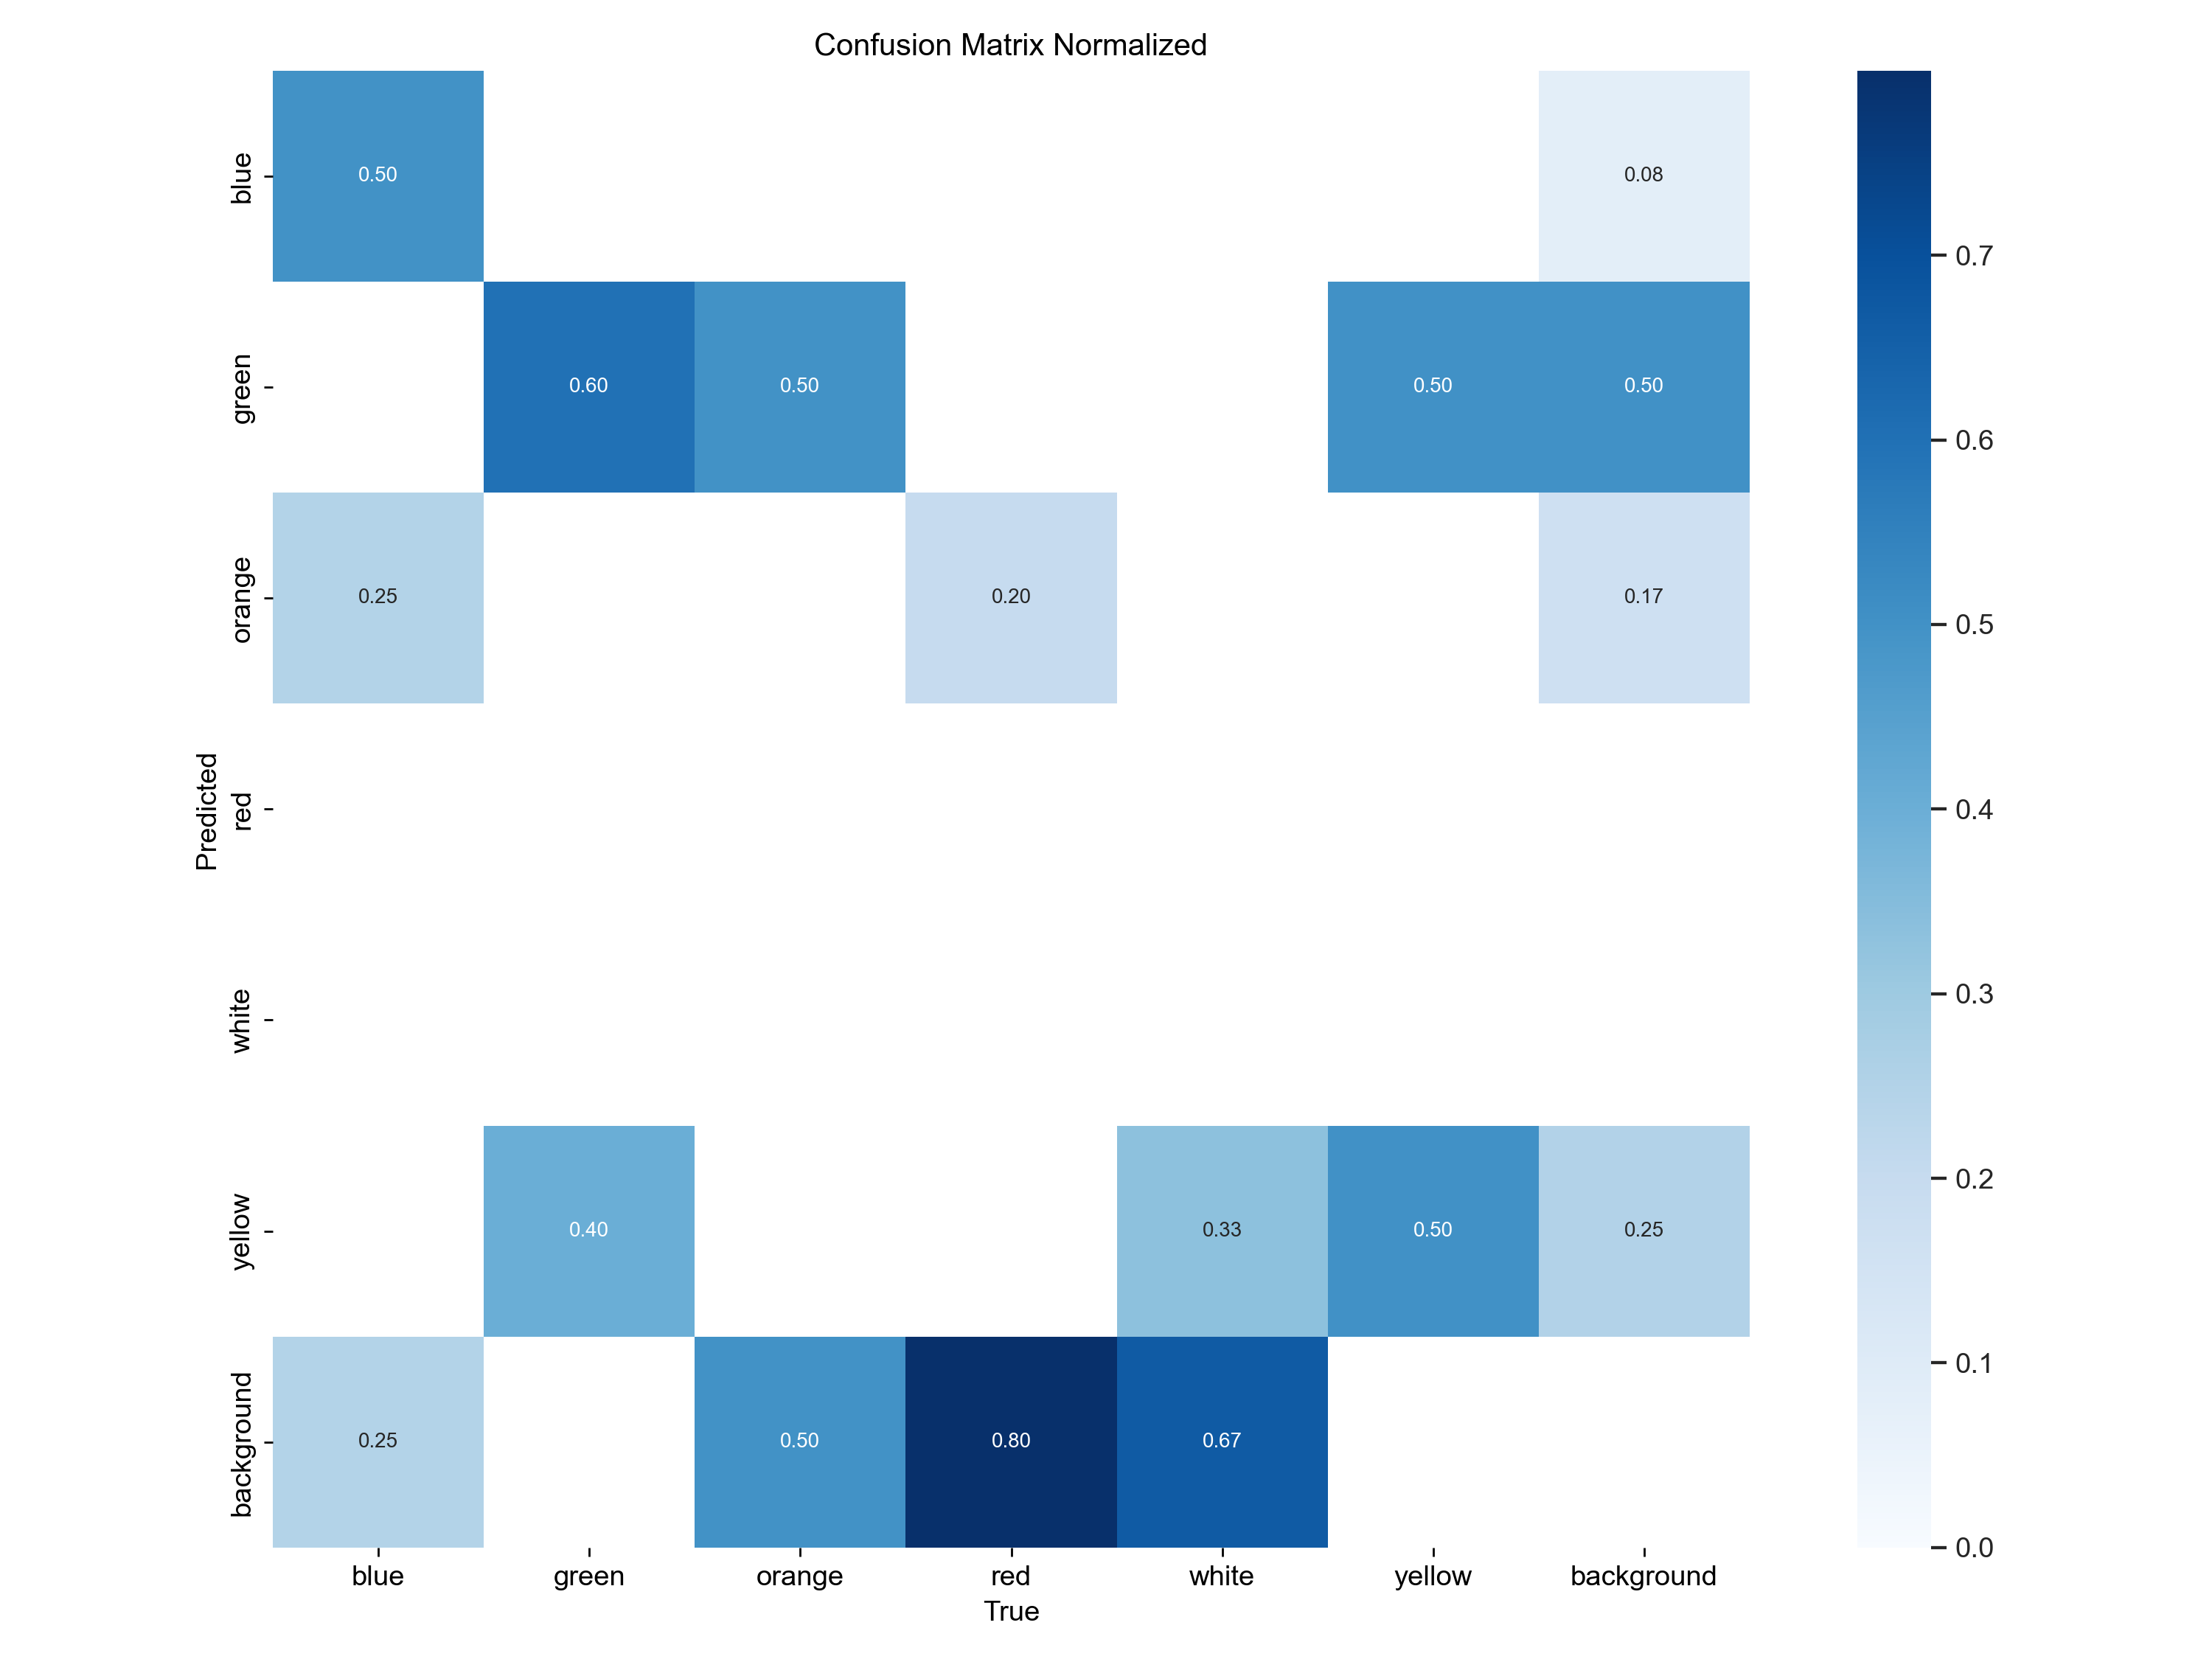 Confusion Matrix Normalized
blue
0.50
0.08
green
0.60
0.50
0.50
0.50
orange
0.25
0.20
0.17
Predicted
red
white
yellow
0.40
0.33
0.50
0.25
background
0.25
0.50
0.80
0.67
blue green orange red white yellow background
True
0.7
0.6
0.5
0.4
0.3
0.2
0.1
0.0